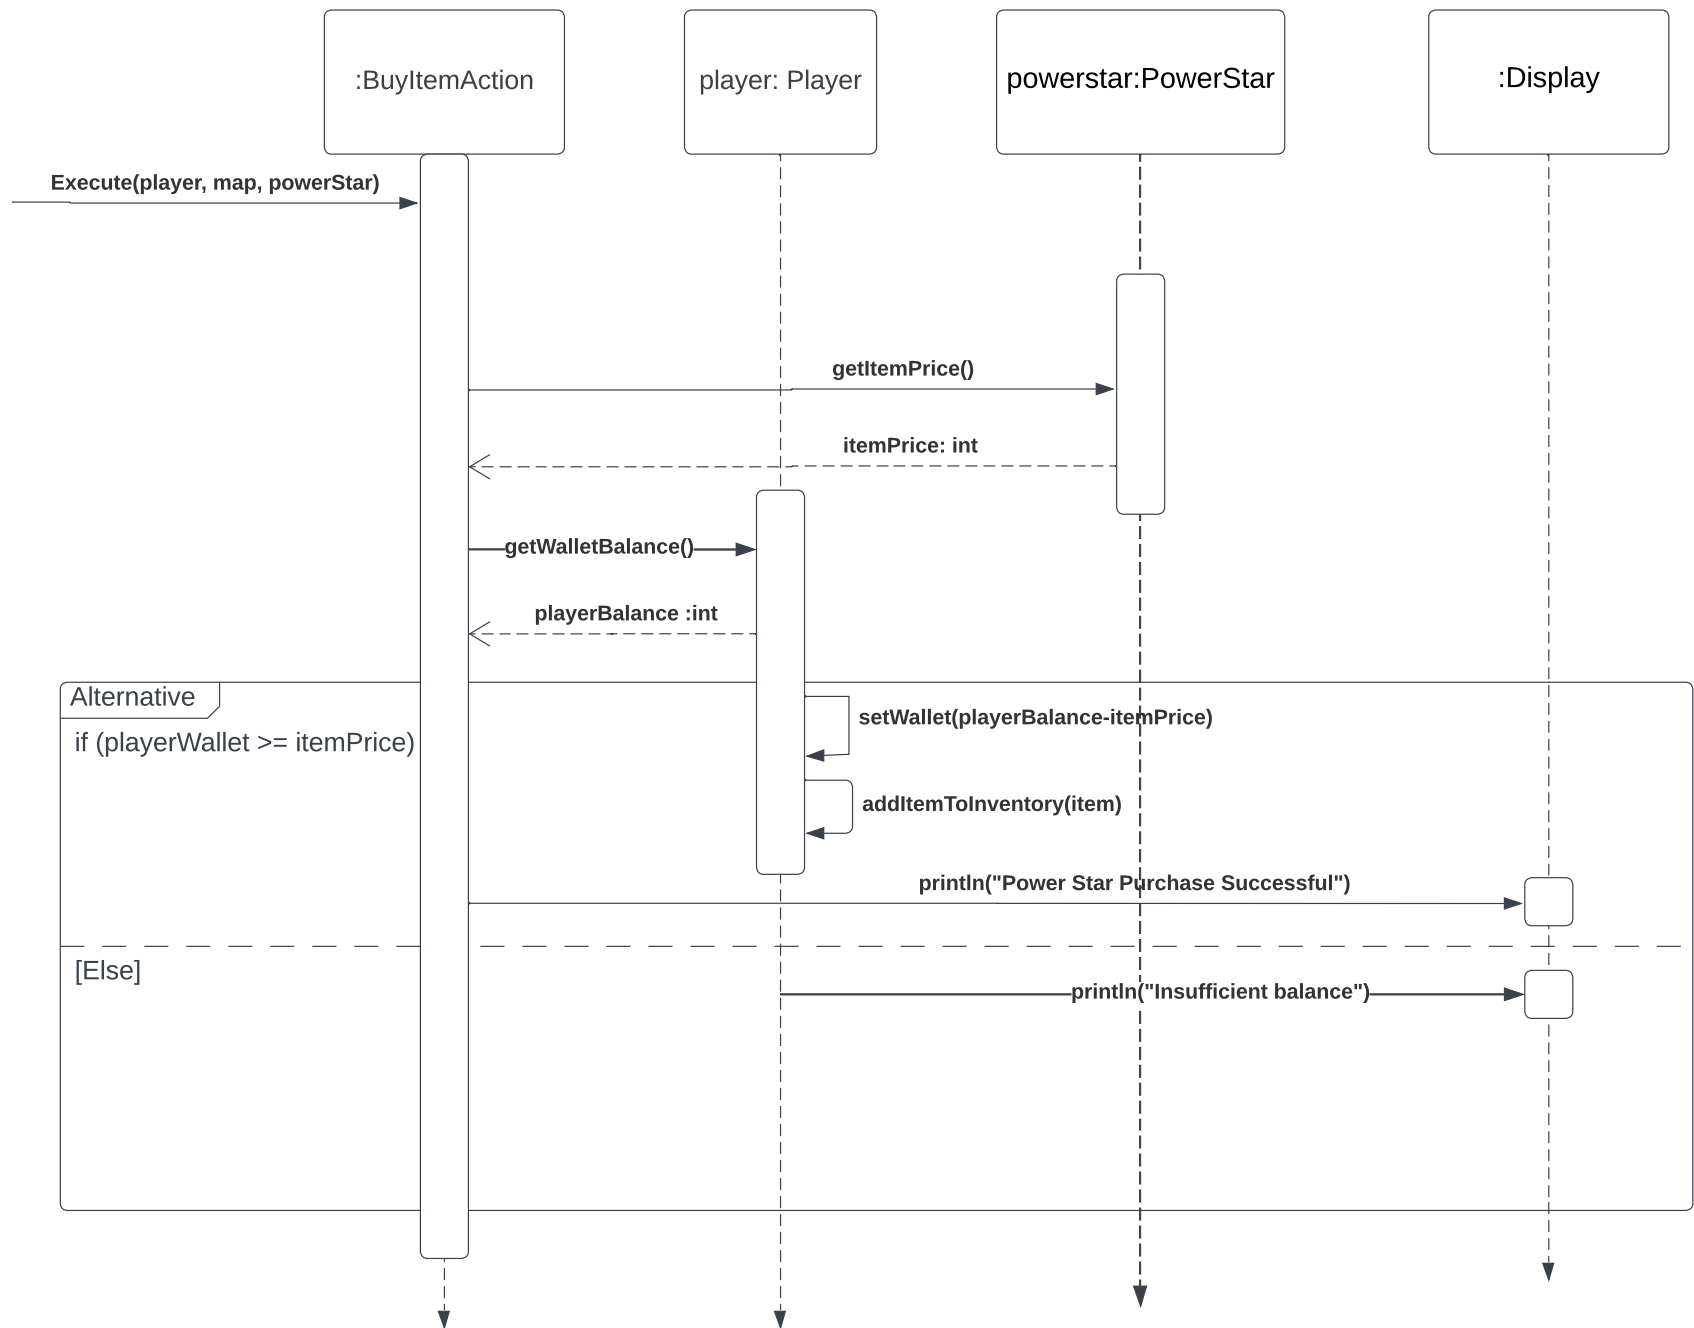 :BuyItemAction
player: Player
powerstar:PowerStar
:Display
Execute(player, map, powerStar)
getItemPrice()
itemPrice: int
getWalletBalance()
playerBalance :int
Alternative
setWallet(playerBalance-itemPrice)
if (playerWallet >= itemPrice)
addItemToInventory(item)
println("Power Star Purchase Successful")
[Else]
println("Insufficient balance")